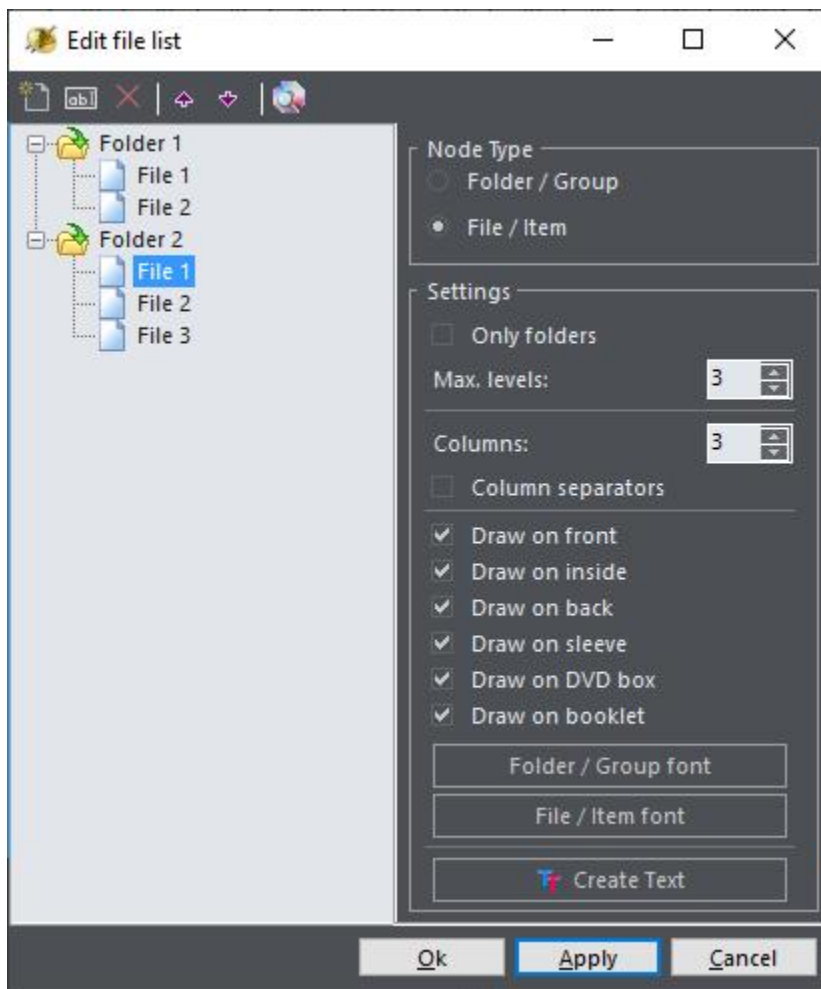 Edit file list
ab
Folder 1
File 1
File 2
Folder 2
File 1
File 2
File 3
Node Type
Folder / Group
File / Item
Settings
Only folders
Max. levels: 3
Columns: 3
Column separators
Draw on front
Draw on inside
Draw on back
Draw on sleeve
Draw on DVD box
Draw on booklet
Folder / Group font
File / Item font
Create Text
Ok Apply Cancel